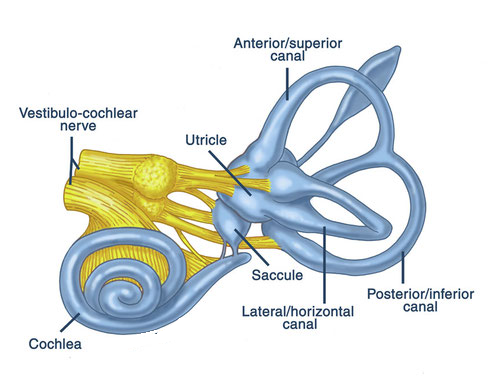 Anterior/superior
canal
Vestibulo-cochlear
nerve
Utricle
Saccule
Lateral/horizontal
canal
Posterior/inferior
canal
Cochlea